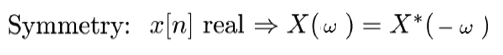 Symmetry: x[n] real ⇒ X(ω) = X*(−ω)